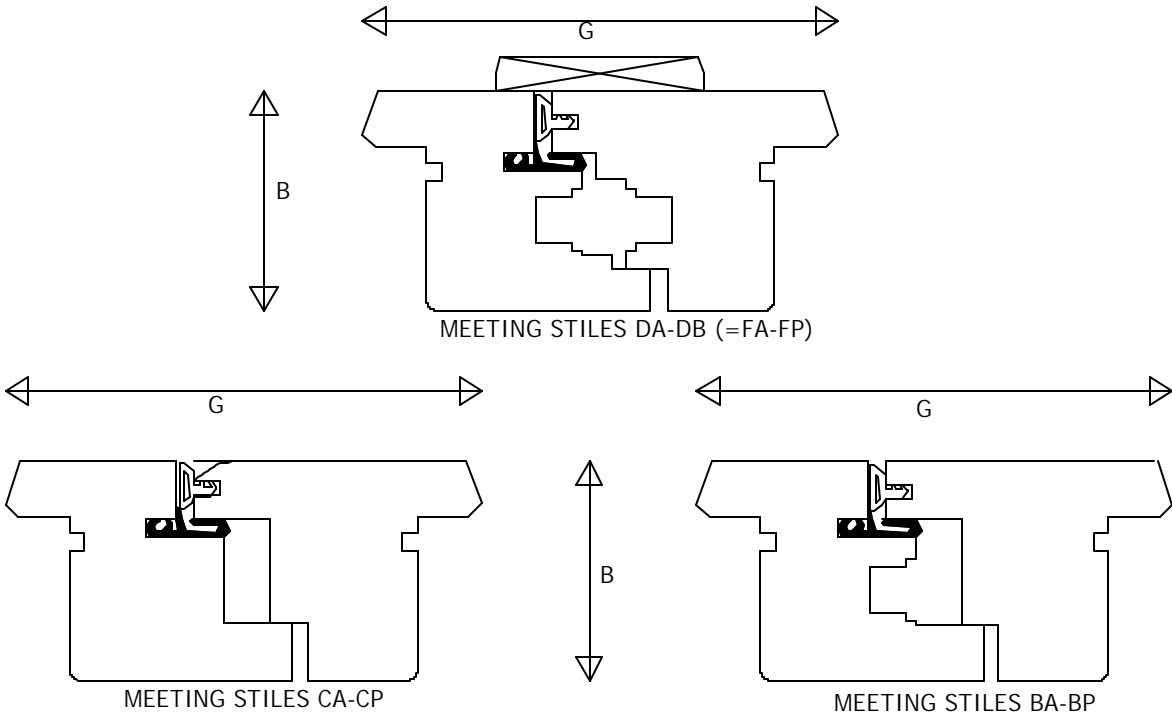 G
B
MEETING STILES DA-DB (=FA-FP)
G
G
B
MEETING STILES CA-CP
MEETING STILES BA-BP